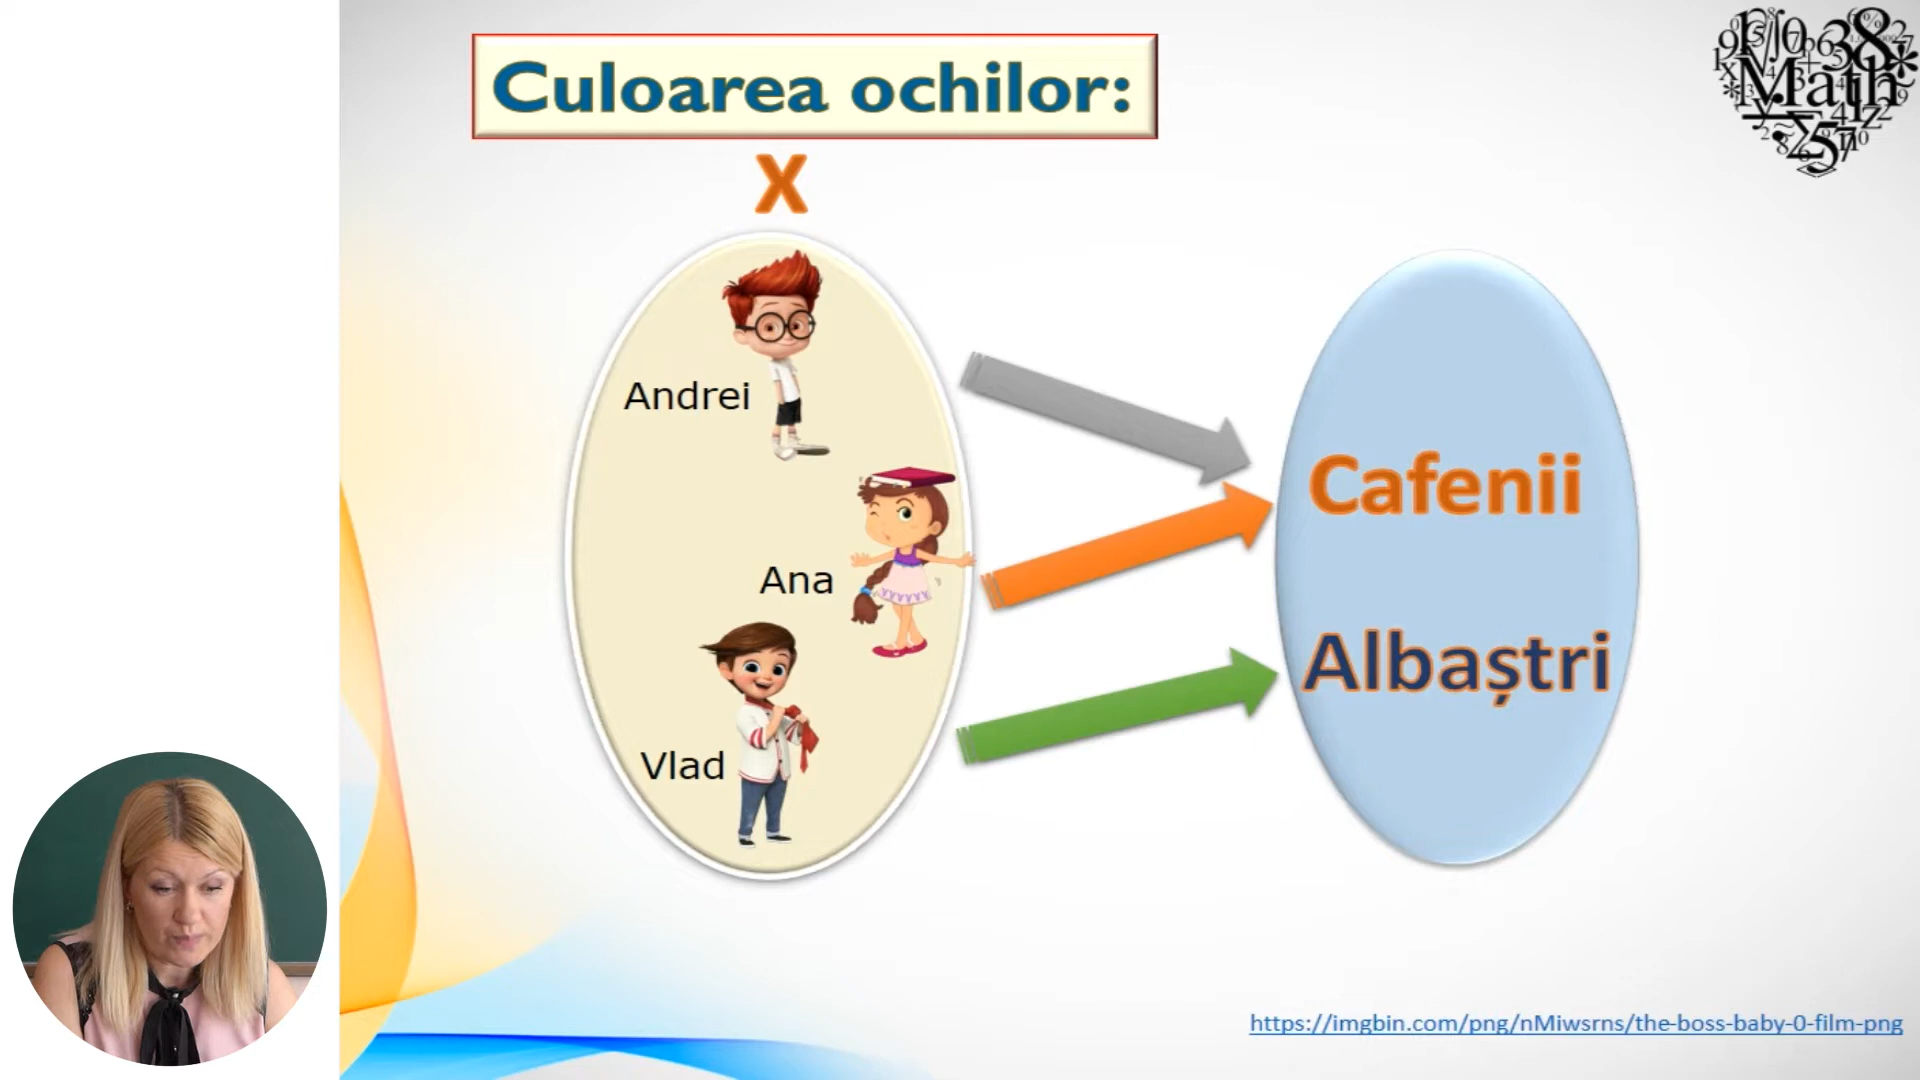 Culoarea ochilor:
Math
X
Andrei
Ana
Vlad
Cafenii
Albaștri
https://imgbin.com/png/nMiwsrns/the-boss-baby-0-film-png